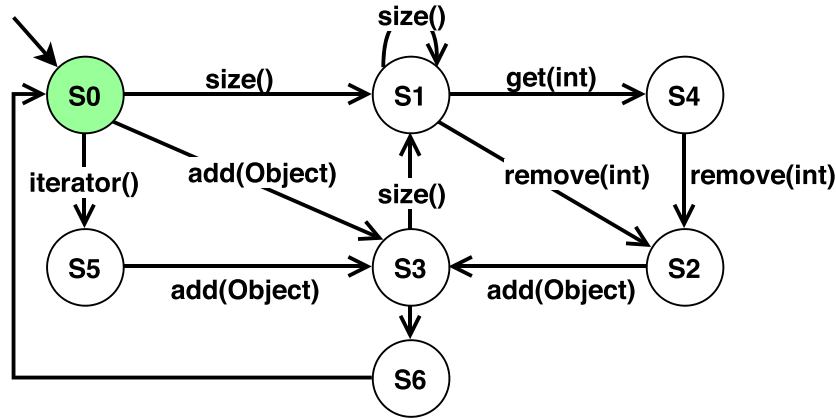 size()
S0
size()
S1
get(int)
S4
iterator()
add(Object)
size()
remove(int)
remove(int)
S5
add(Object)
S3
add(Object)
S2
S6